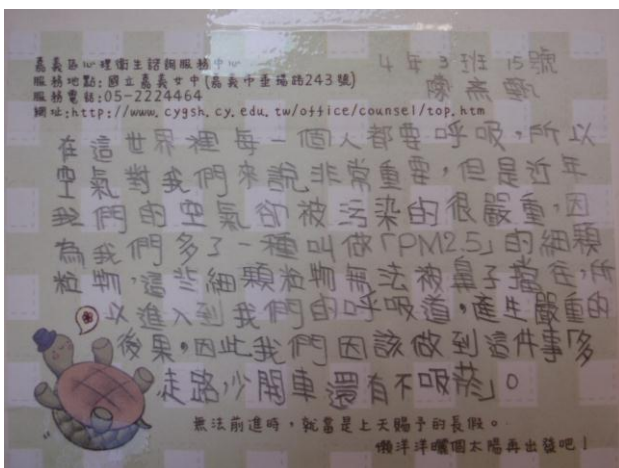 嘉義區心理衛生諮詢服務中心
4年3班 15號
服務地點:國立嘉義女中(嘉義市垂楊路243號)
陳
服務電話:05-2224464
網址:http://www.cygsh.cy.edu.tw/office/counsel/top.htm
在這世界裡每一個人都要呼吸,所以
空氣對我們來說非常重要,但是近年
我們的空氣卻被污染的很嚴重,因
為我們多了一種叫做「PM2.5」的細顆
粒物,這些細顆粒物無法被鼻子擋住,所
以進入到我們的呼吸道,產生嚴重的
後果,因此我們因該做到這件事「多
走路少開車還有不吸菸」。
無法前進時,就當是上天賜予的長假。
懶洋洋曬個太陽再出發吧!